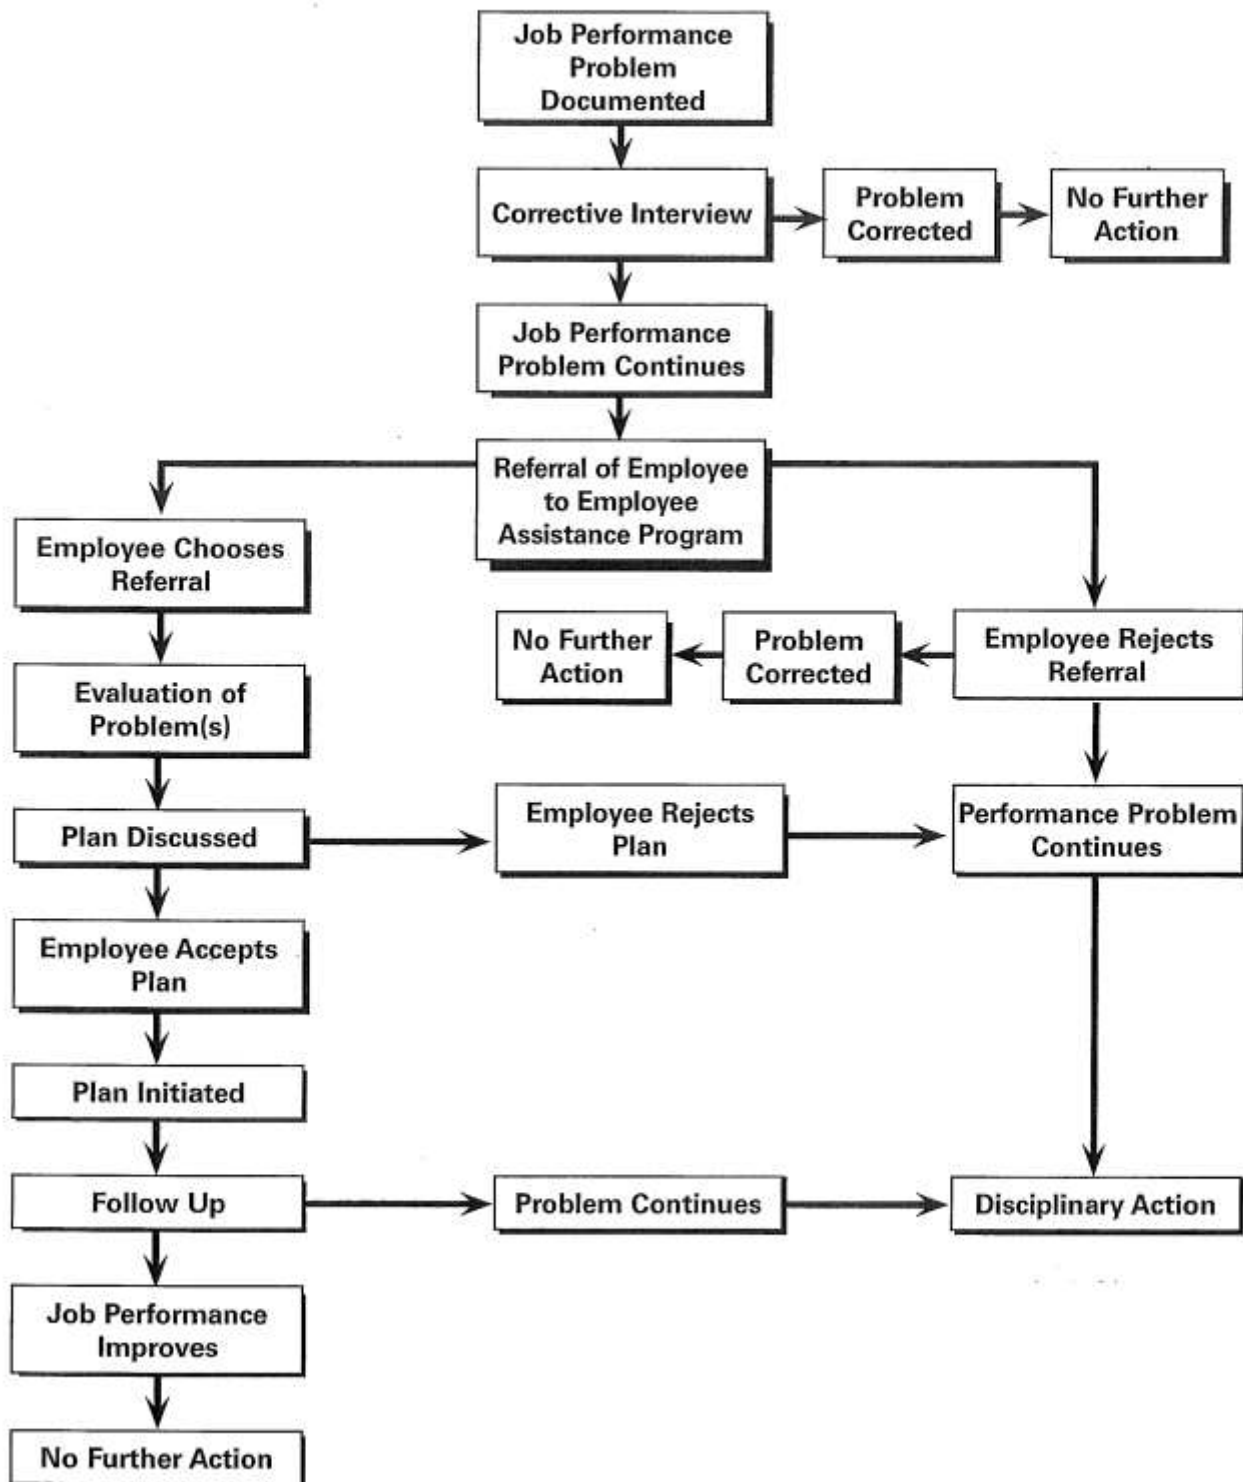 Job Performance
Problem
Documented
Corrective Interview
Problem
Corrected
No Further
Action
Job Performance
Problem Continues
Referral of Employee
to Employee
Assistance Program
Employee Chooses
Referral
No Further
Action
Problem
Corrected
Employee Rejects
Referral
Evaluation of
Problem(s)
Plan Discussed
Employee Rejects
Plan
Performance Problem
Continues
Employee Accepts
Plan
Plan Initiated
Follow Up
Problem Continues
Disciplinary Action
Job Performance
Improves
No Further Action